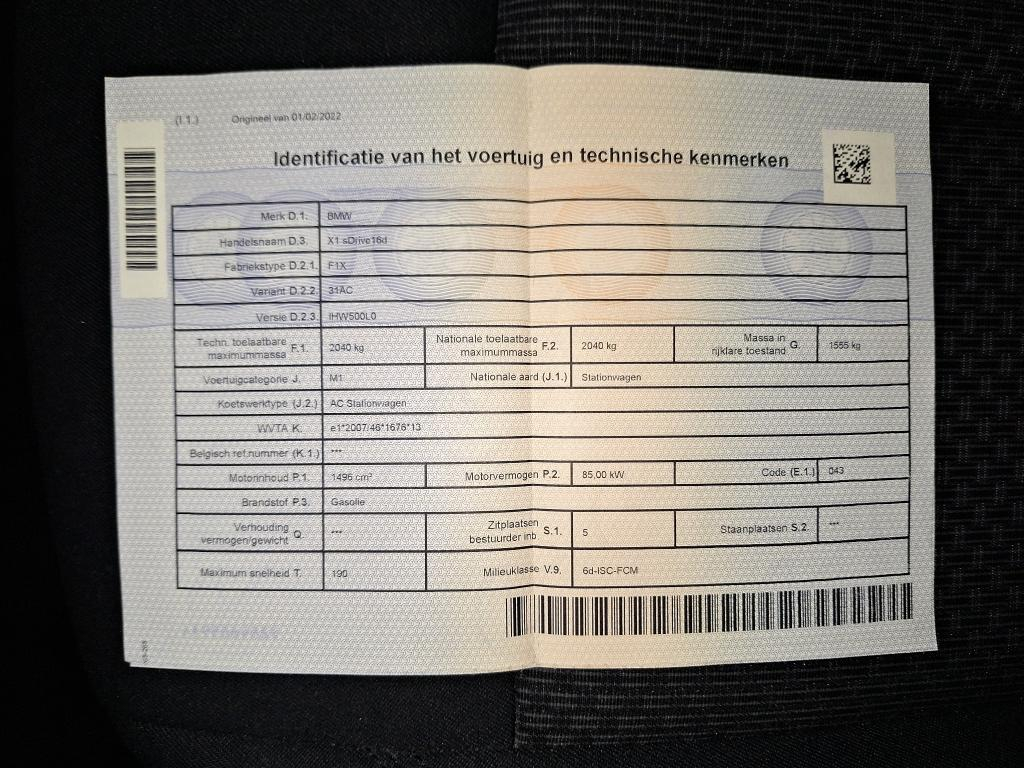 (I.1.) Origineel van 01/02/2022
Identificatie van het voertuig en technische kenmerken
Merk D.1. BMW
Handelsnaam D.3. X1 sDrive16d
Fabriekstype D.2.1. F1X
Variant D.2.2. 31AC
Versie D.2.3. IHW500L0
Techn. toelaatbare maximummassa F.1. 2040 kg Nationale toelaatbare maximummassa F.2. 2040 kg Massa in rijklare toestand G. 1555 kg
Voertuigcategorie J. M1 Nationale aard (J.1.) Stationwagen
Koetswerktype (J.2.) AC Stationwagen
WVTA K. e1*2007/46*1676*13
Belgisch ref.nummer (K.1.) ***
Motorinhoud P.1. 1496 cm³ Motorvermogen P.2. 85,00 kW Code (E.1.) 043
Brandstof P.3. Gasolie
Verhouding vermogen/gewicht Q. *** Zitplaatsen bestuurder inb S.1. 5 Staanplaatsen S.2. ***
Maximum snelheid T. 190 Milieuklasse V.9. 6d-ISC-FCM